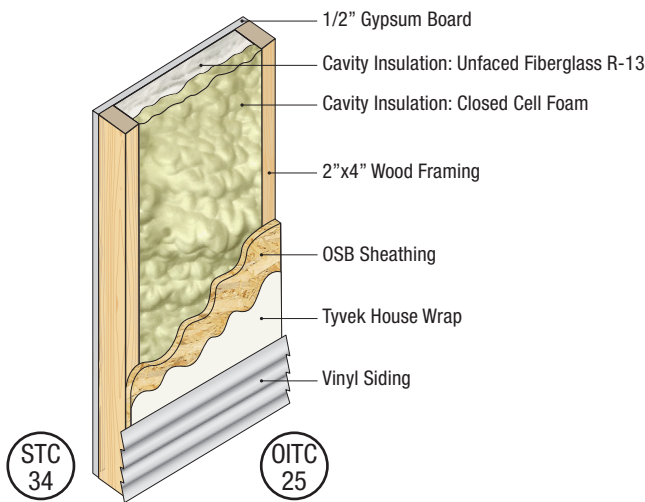 1/2” Gypsum Board
Cavity Insulation: Unfaced Fiberglass R-13
Cavity Insulation: Closed Cell Foam
2”x4” Wood Framing
OSB Sheathing
Tyvek House Wrap
Vinyl Siding
STC
34
OITC
25